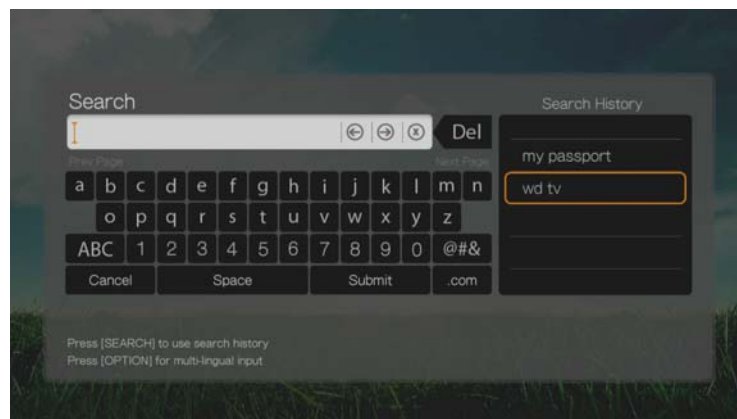 Search
Search History
Del
Prev Page
Next Page
my passport
wd tv
a b c d e f g h i j k l m n
o p q r s t u v w x y z
ABC 1 2 3 4 5 6 7 8 9 0 @#&
Cancel Space Submit .com
Press [SEARCH] to use search history
Press [OPTION] for multi-lingual input